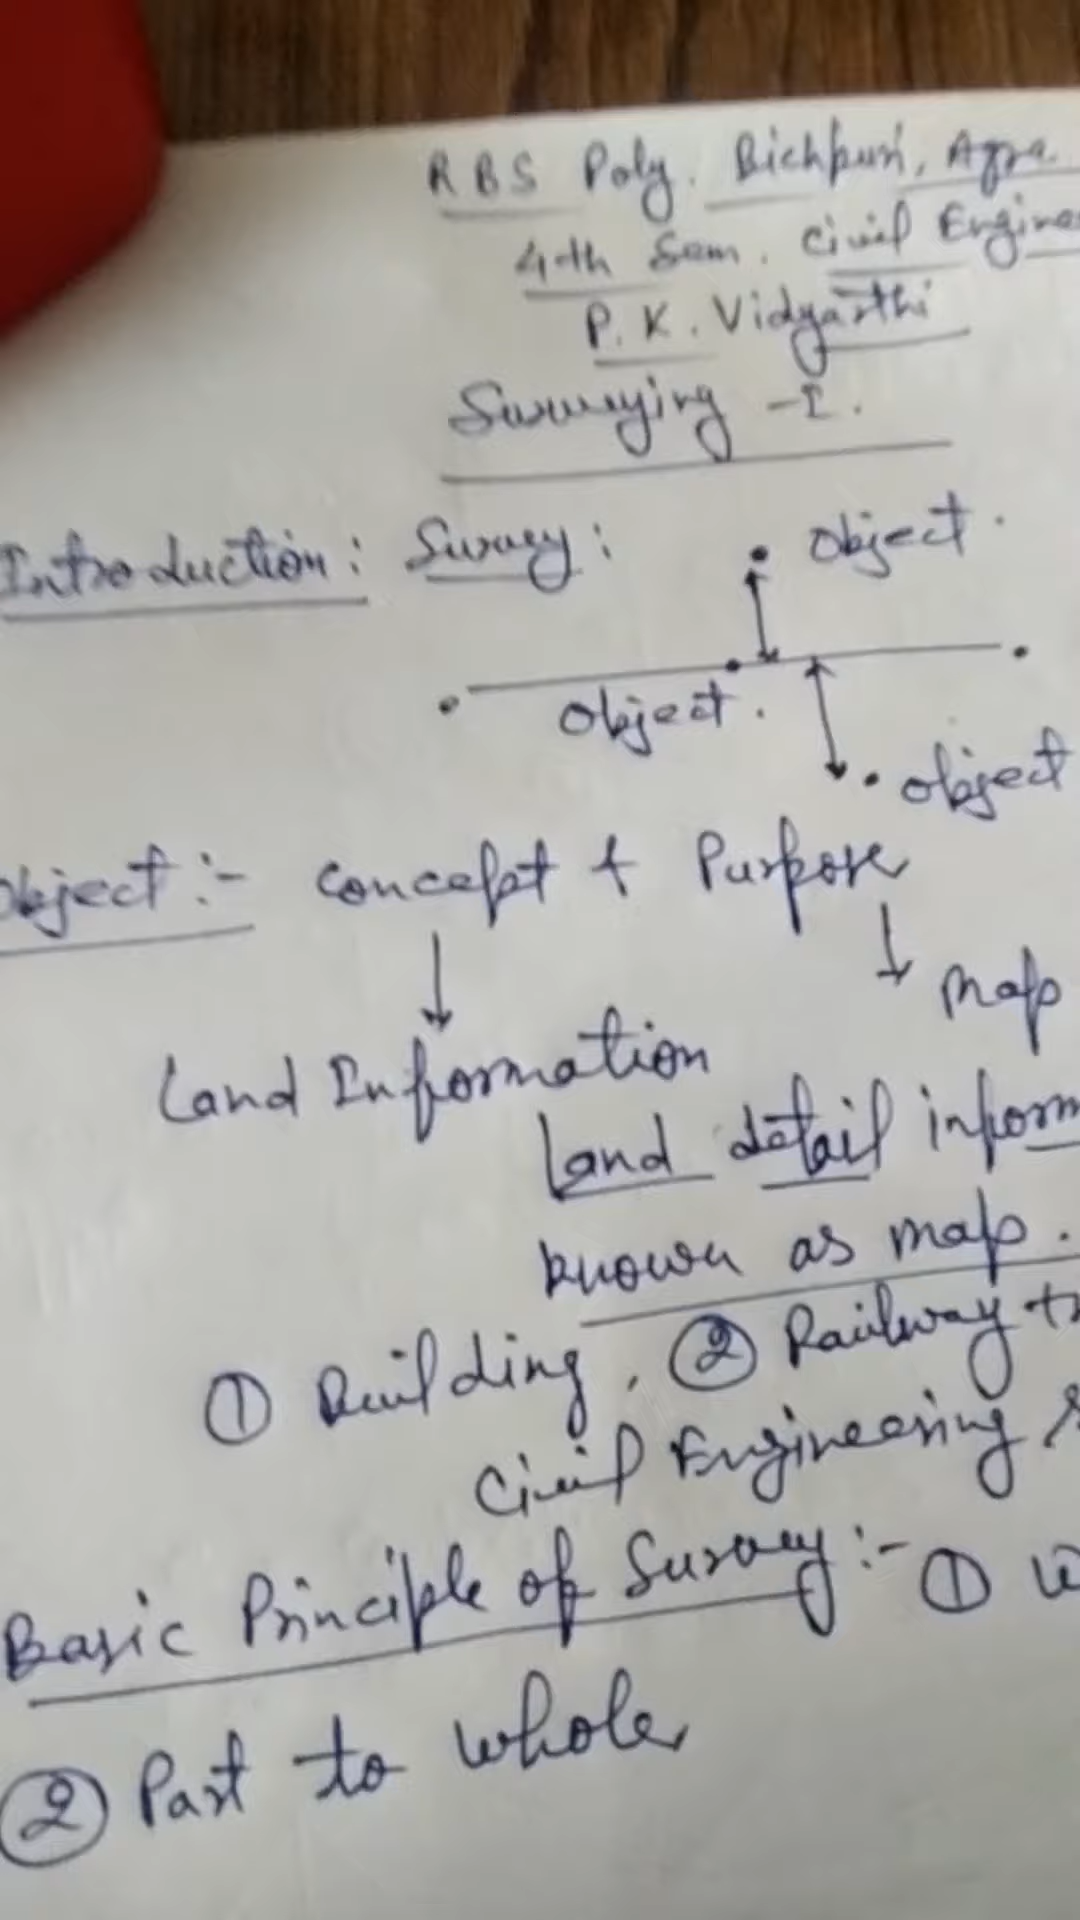 RBS Poly. Bichpuri, Agra
4th Sem. Civil Enginee
P. K. Vidyarthi
Surveying -I.
Introduction: Survey:
Object.
Object.
object
Object :- Concept + Purpose
Map
Land Information
Land detail inform
known as map.
① Building, ② Railway tr
Civil Engineering
Basic Principle of Survey :- ① W
② Part to whole